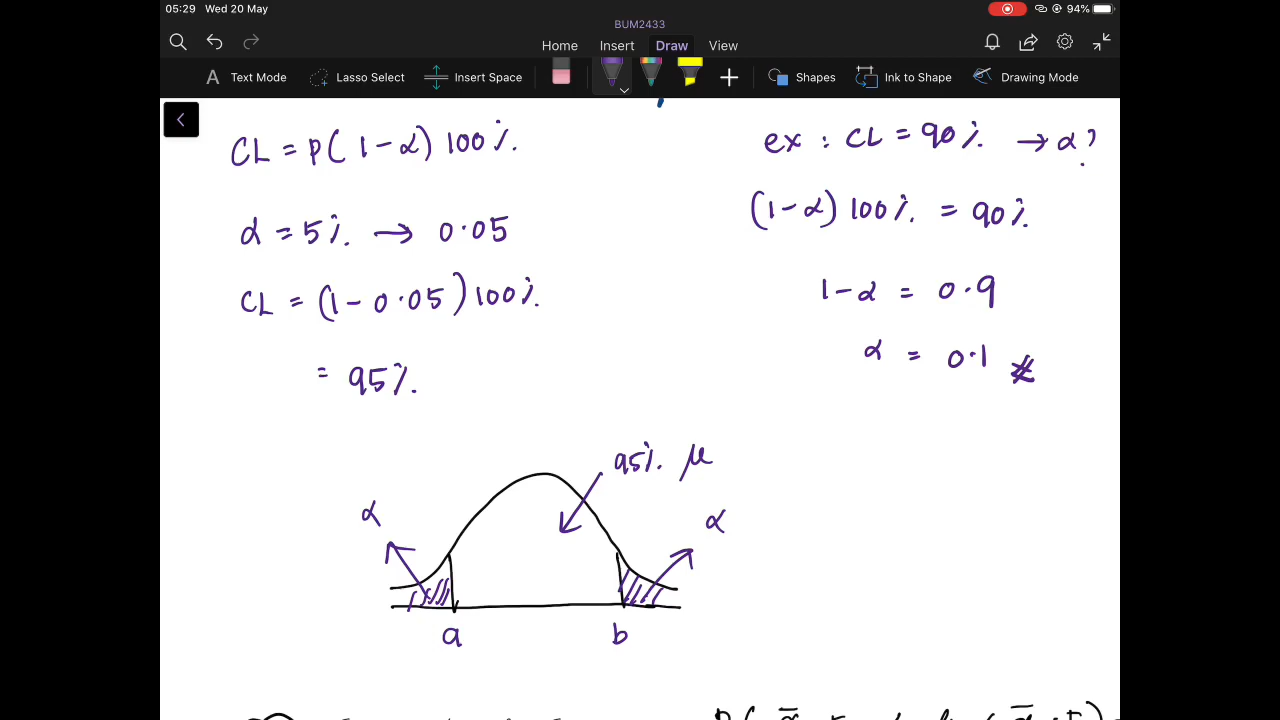 05:29 Wed 20 May
94%
BUM2433
Home Insert Draw View
Text Mode Lasso Select Insert Space Shapes Ink to Shape Drawing Mode
CL = P(1-α)100%.
α = 5%. → 0.05
CL = (1-0.05)100%.
= 95%.
ex : CL = 90%. → α?
(1-α)100%. = 90%.
1-α = 0.9
α = 0.1
95%. μ
α
α
a
b